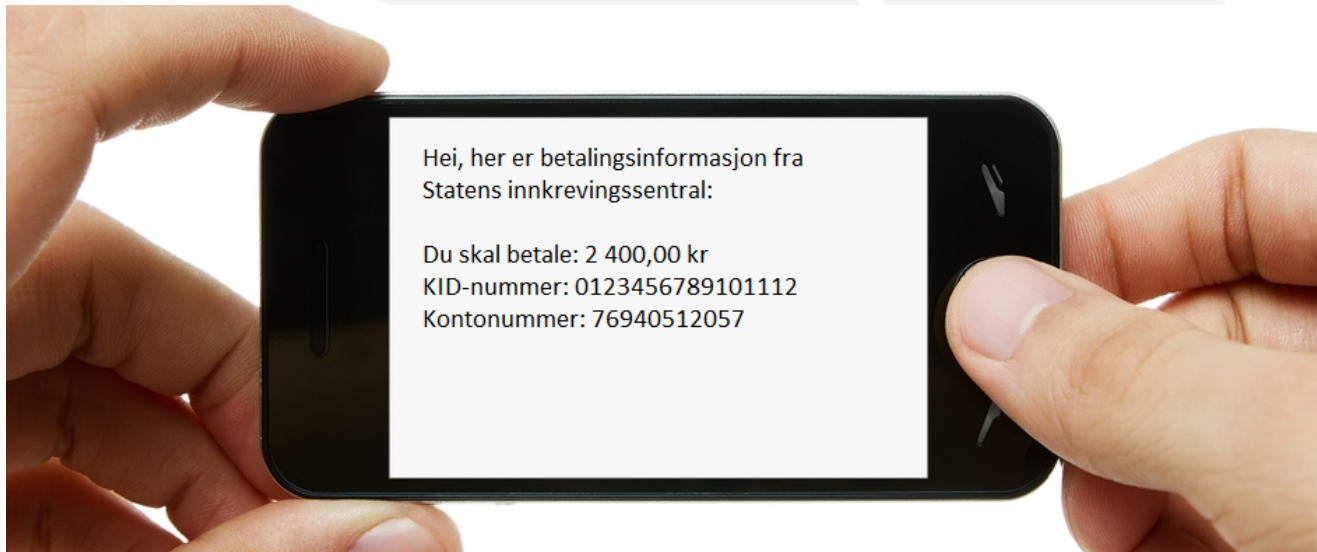 Hei, her er betalingsinformasjon fra
Statens innkrevingssentral:
Du skal betale: 2 400,00 kr
KID-nummer: 0123456789101112
Kontonummer: 76940512057